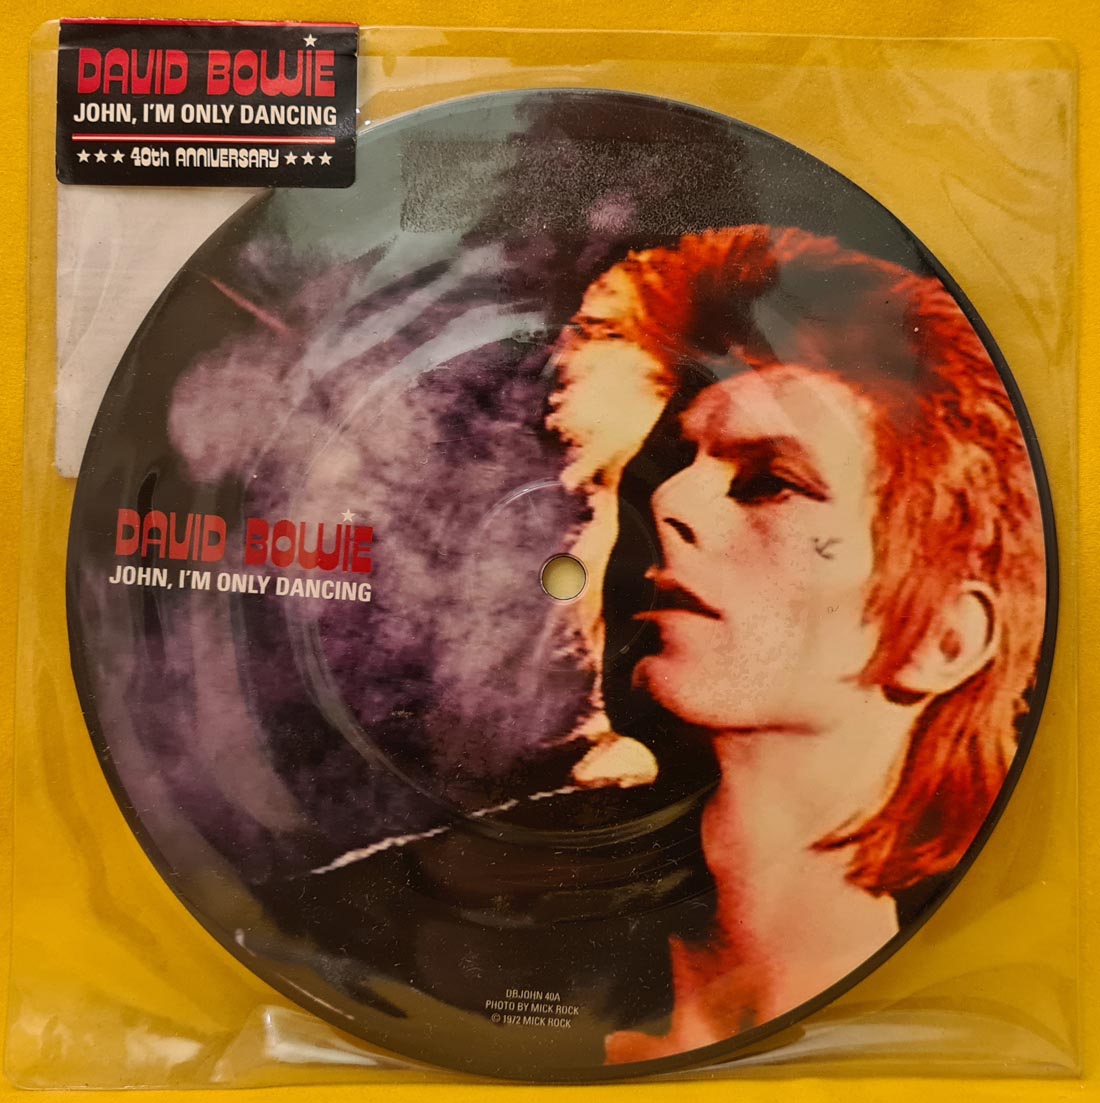 DAVID BOWIE
JOHN, I'M ONLY DANCING
★★★ 40th ANNIVERSARY ★★★
DAVID BOWIE
JOHN, I'M ONLY DANCING
DBJOHN 40A
PHOTO BY MICK ROCK
© 1972 MICK ROCK